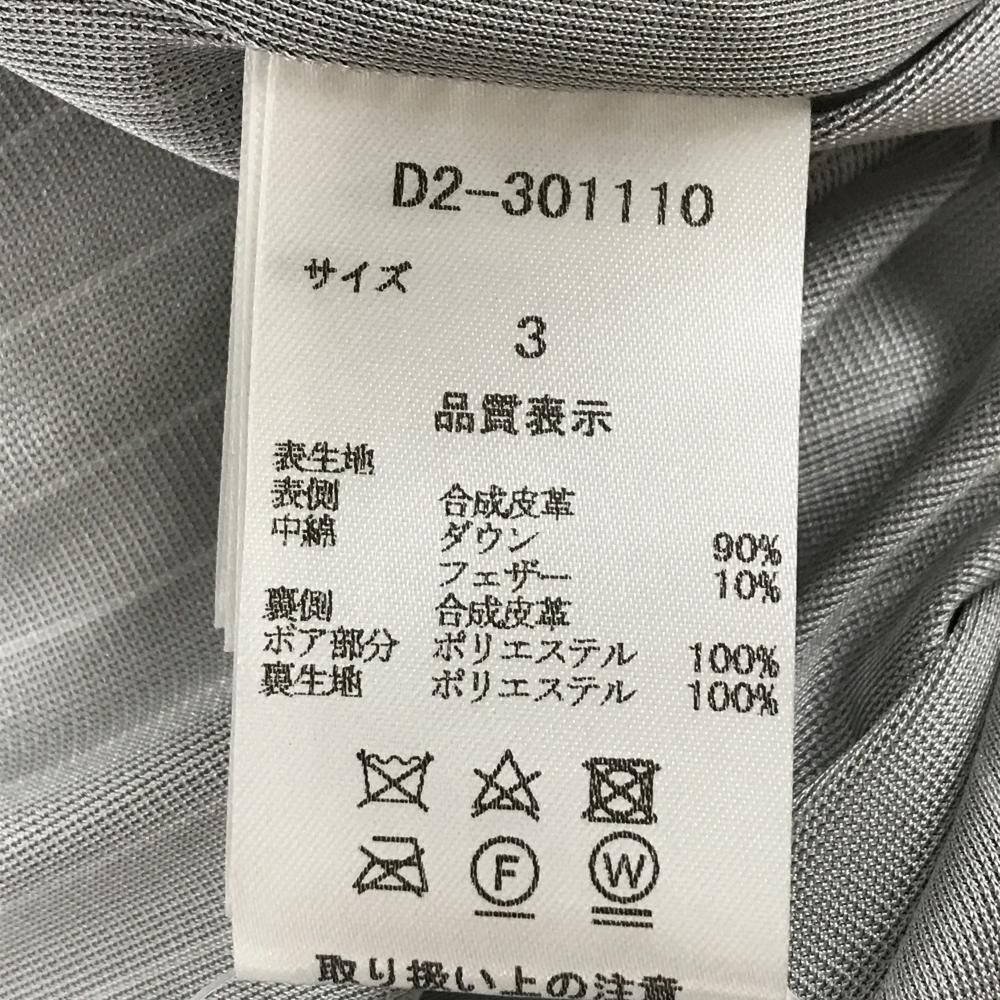 D2-301110
サイズ
3
品質表示
表生地
表側 合成皮革
中綿 ダウン 90%
フェザー 10%
裏側 合成皮革
ボア部分 ポリエステル 100%
裏生地 ポリエステル 100%
F W
取り扱い上の注意